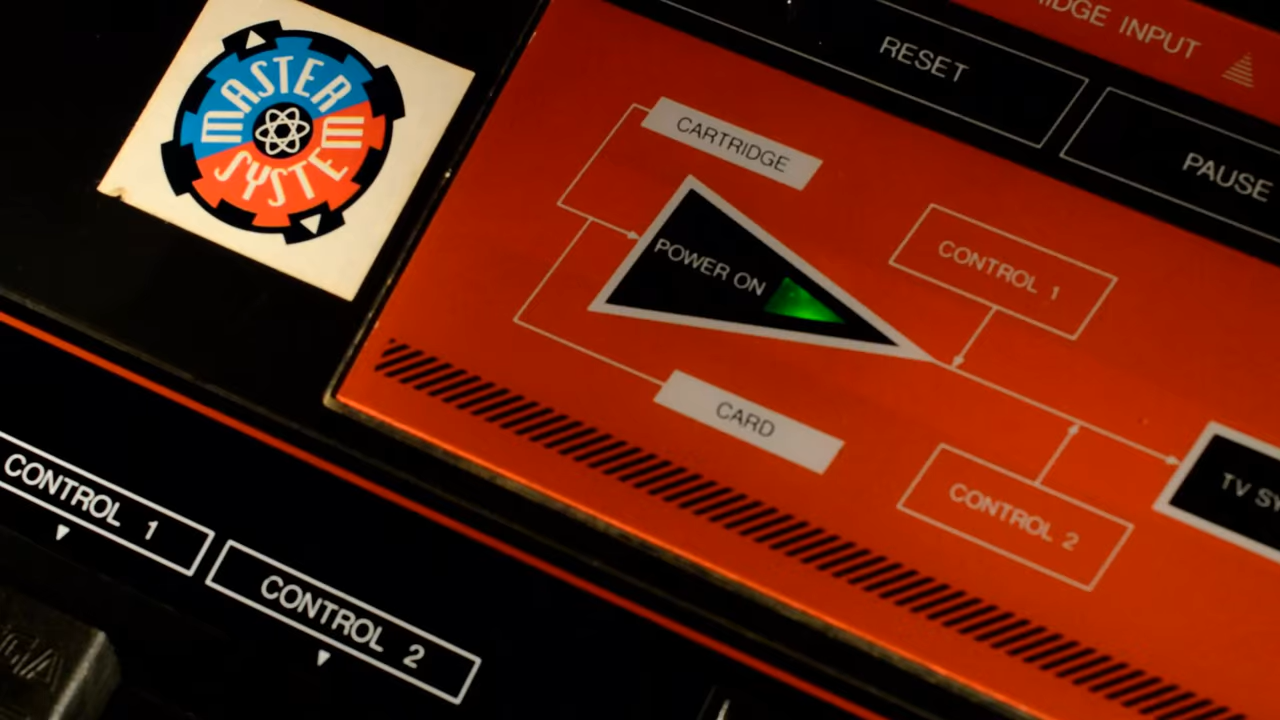 MASTER
SYSTEM
RIDGE INPUT
RESET
PAUSE
CARTRIDGE
POWER ON
CONTROL 1
CARD
CONTROL 2
TV SY
CONTROL 1
CONTROL 2
GA